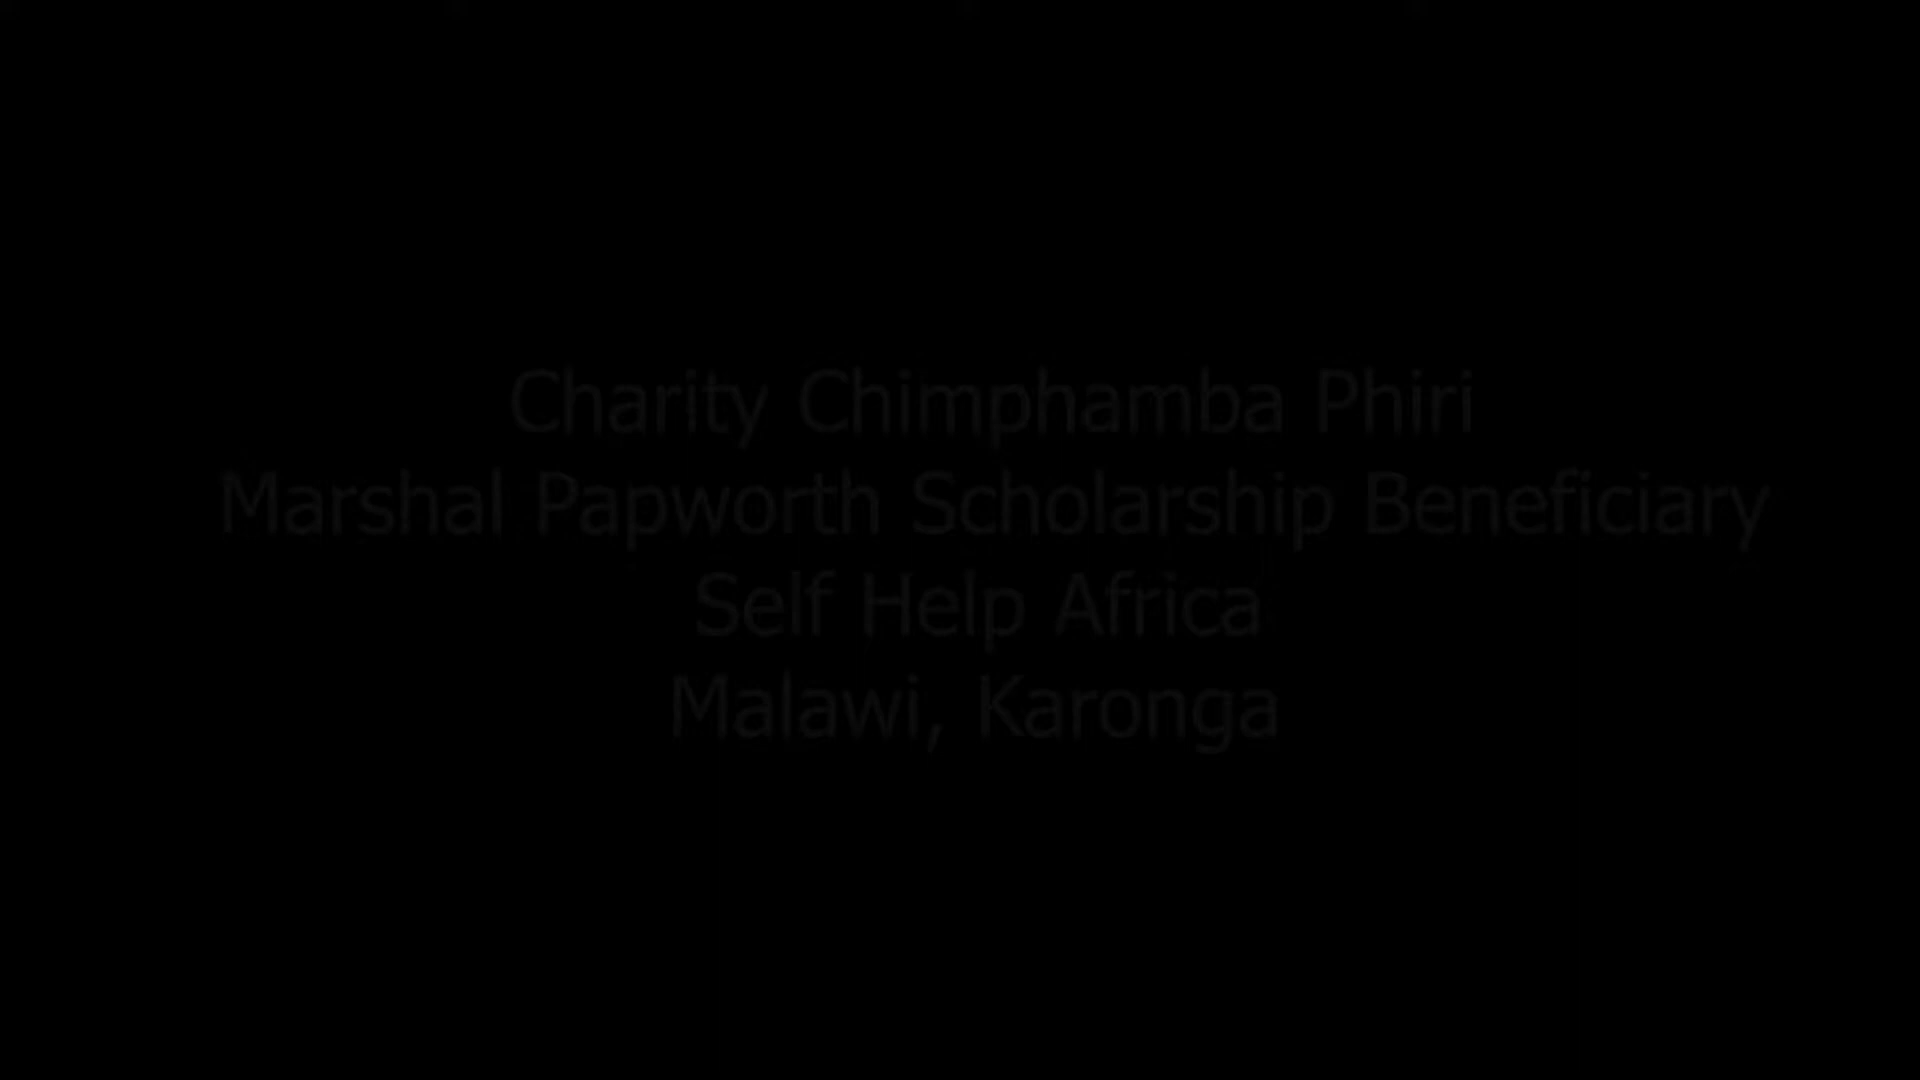 Charity Chimphamba Phiri
Marshal Papworth Scholarship Beneficiary
Self Help Africa
Malawi, Karonga